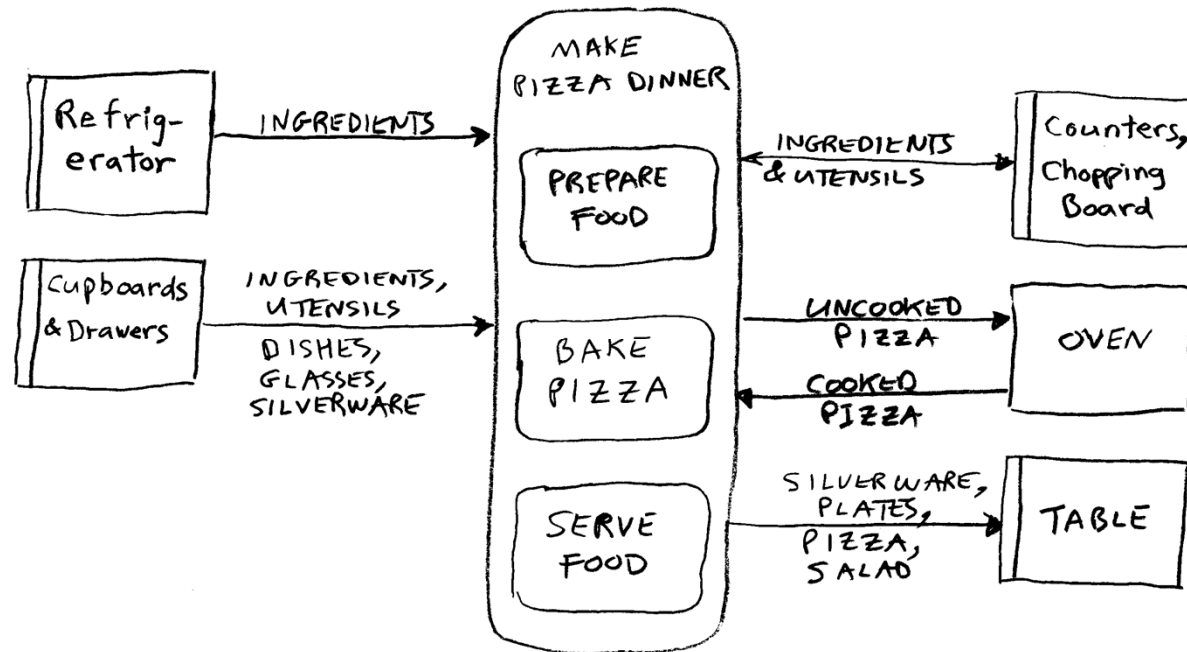 MAKE
PIZZA DINNER
Refrig-
erator
INGREDIENTS
Cupboards
& Drawers
INGREDIENTS,
UTENSILS
DISHES,
GLASSES,
SILVERWARE
PREPARE
FOOD
BAKE
PIZZA
SERVE
FOOD
INGREDIENTS
& UTENSILS
Counters,
Chopping
Board
UNCOOKED
PIZZA
COOKED
PIZZA
OVEN
SILVERWARE,
PLATES,
PIZZA,
SALAD
TABLE